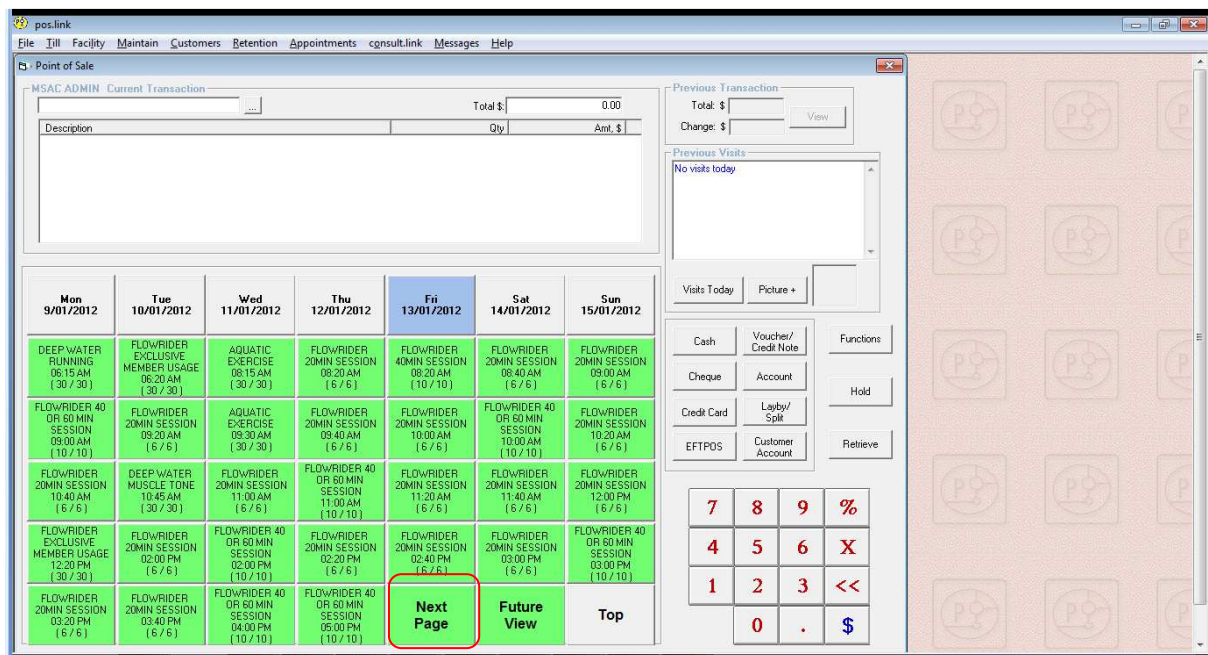 pos.link
File Till Facility Maintain Customers Retention Appointments consult.link Messages Help
Point of Sale
MSAC ADMIN Current Transaction
... Total $: 0.00
Description Qty Amt, $
Previous Transaction
Total: $
Change: $
View
Previous Visits
No visits today
Visits Today Picture +
Mon
9/01/2012
Tue
10/01/2012
Wed
11/01/2012
Thu
12/01/2012
Fri
13/01/2012
Sat
14/01/2012
Sun
15/01/2012
DEEP WATER
RUNNING
06:15 AM
( 30 / 30 )
FLOWRIDER
EXCLUSIVE
MEMBER USAGE
06:20 AM
( 30 / 30 )
AQUATIC
EXERCISE
08:15 AM
( 30 / 30 )
FLOWRIDER
20MIN SESSION
08:20 AM
( 6 / 6 )
FLOWRIDER
40MIN SESSION
08:20 AM
( 10 / 10 )
FLOWRIDER
20MIN SESSION
08:40 AM
( 6 / 6 )
FLOWRIDER
20MIN SESSION
09:00 AM
( 6 / 6 )
FLOWRIDER 40
OR 60 MIN
SESSION
09:00 AM
( 10 / 10 )
FLOWRIDER
20MIN SESSION
09:20 AM
( 6 / 6 )
AQUATIC
EXERCISE
09:30 AM
( 30 / 30 )
FLOWRIDER
20MIN SESSION
09:40 AM
( 6 / 6 )
FLOWRIDER
20MIN SESSION
10:00 AM
( 6 / 6 )
FLOWRIDER 40
OR 60 MIN
SESSION
10:00 AM
( 10 / 10 )
FLOWRIDER
20MIN SESSION
10:20 AM
( 6 / 6 )
FLOWRIDER
20MIN SESSION
10:40 AM
( 6 / 6 )
DEEP WATER
MUSCLE TONE
10:45 AM
( 30 / 30 )
FLOWRIDER
20MIN SESSION
11:00 AM
( 6 / 6 )
FLOWRIDER 40
OR 60 MIN
SESSION
11:00 AM
( 10 / 10 )
FLOWRIDER
20MIN SESSION
11:20 AM
( 6 / 6 )
FLOWRIDER
20MIN SESSION
11:40 AM
( 6 / 6 )
FLOWRIDER
20MIN SESSION
12:00 PM
( 6 / 6 )
FLOWRIDER
EXCLUSIVE
MEMBER USAGE
12:20 PM
( 30 / 30 )
FLOWRIDER
20MIN SESSION
02:00 PM
( 6 / 6 )
FLOWRIDER 40
OR 60 MIN
SESSION
02:00 PM
( 10 / 10 )
FLOWRIDER
20MIN SESSION
02:20 PM
( 6 / 6 )
FLOWRIDER
20MIN SESSION
02:40 PM
( 6 / 6 )
FLOWRIDER
20MIN SESSION
03:00 PM
( 6 / 6 )
FLOWRIDER 40
OR 60 MIN
SESSION
03:00 PM
( 10 / 10 )
FLOWRIDER
20MIN SESSION
03:20 PM
( 6 / 6 )
FLOWRIDER
20MIN SESSION
03:40 PM
( 6 / 6 )
FLOWRIDER 40
OR 60 MIN
SESSION
04:00 PM
( 10 / 10 )
FLOWRIDER 40
OR 60 MIN
SESSION
05:00 PM
( 10 / 10 )
Next
Page
Future
View
Top
Cash
Voucher/
Credit Note
Functions
Cheque
Account
Hold
Credit Card
Layby/
Split
EFTPOS
Customer
Account
Retrieve
7 8 9 %
4 5 6 X
1 2 3 <<
0 . $